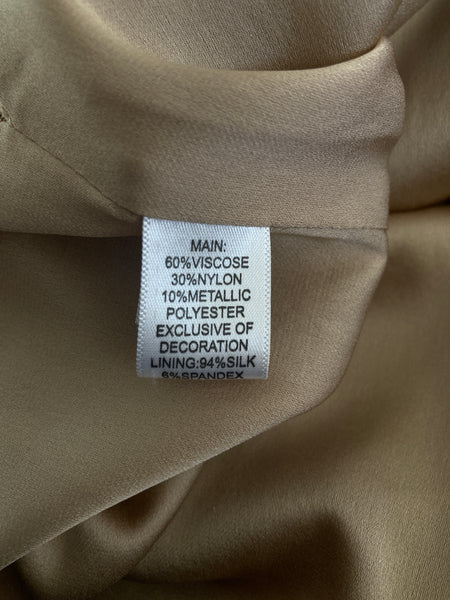 MAIN:
60%VISCOSE
30%NYLON
10%METALLIC
POLYESTER
EXCLUSIVE OF
DECORATION
LINING:94%SILK
6%SPANDEX